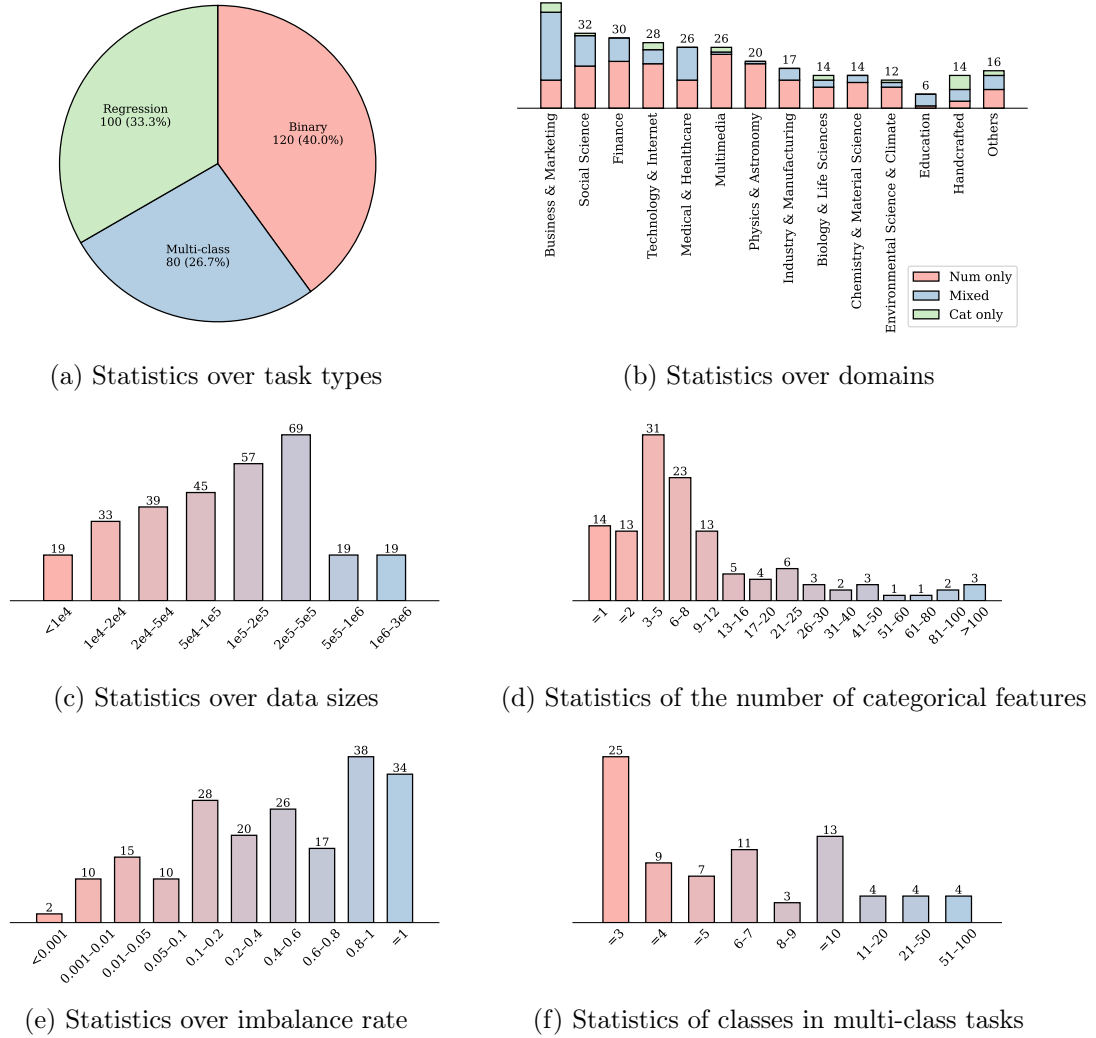 Regression
100 (33.3%)
Binary
120 (40.0%)
Multi-class
80 (26.7%)
(a) Statistics over task types
32
30
28
26
26
20
17
14
14
12
6
14
16
Business & Marketing
Social Science
Finance
Technology & Internet
Medical & Healthcare
Multimedia
Physics & Astronomy
Industry & Manufacturing
Biology & Life Sciences
Chemistry & Material Science
Environmental Science & Climate
Education
Handcrafted
Others
Num only
Mixed
Cat only
(b) Statistics over domains
19
33
39
45
57
69
19
19
<1e4
1e4–2e4
2e4–5e4
5e4–1e5
1e5–2e5
2e5–5e5
5e5–1e6
1e6–3e6
(c) Statistics over data sizes
14
13
31
23
13
5
4
6
3
2
3
1
1
2
3
=1
=2
3–5
6–8
9–12
13–16
17–20
21–25
26–30
31–40
41–50
51–60
61–80
81–100
>100
(d) Statistics of the number of categorical features
2
10
15
10
28
20
26
17
38
34
<0.001
0.001–0.01
0.01–0.05
0.05–0.1
0.1–0.2
0.2–0.4
0.4–0.6
0.6–0.8
0.8–1
=1
(e) Statistics over imbalance rate
25
9
7
11
3
13
4
4
4
=3
=4
=5
6–7
8–9
=10
11–20
21–50
51–100
(f) Statistics of classes in multi-class tasks